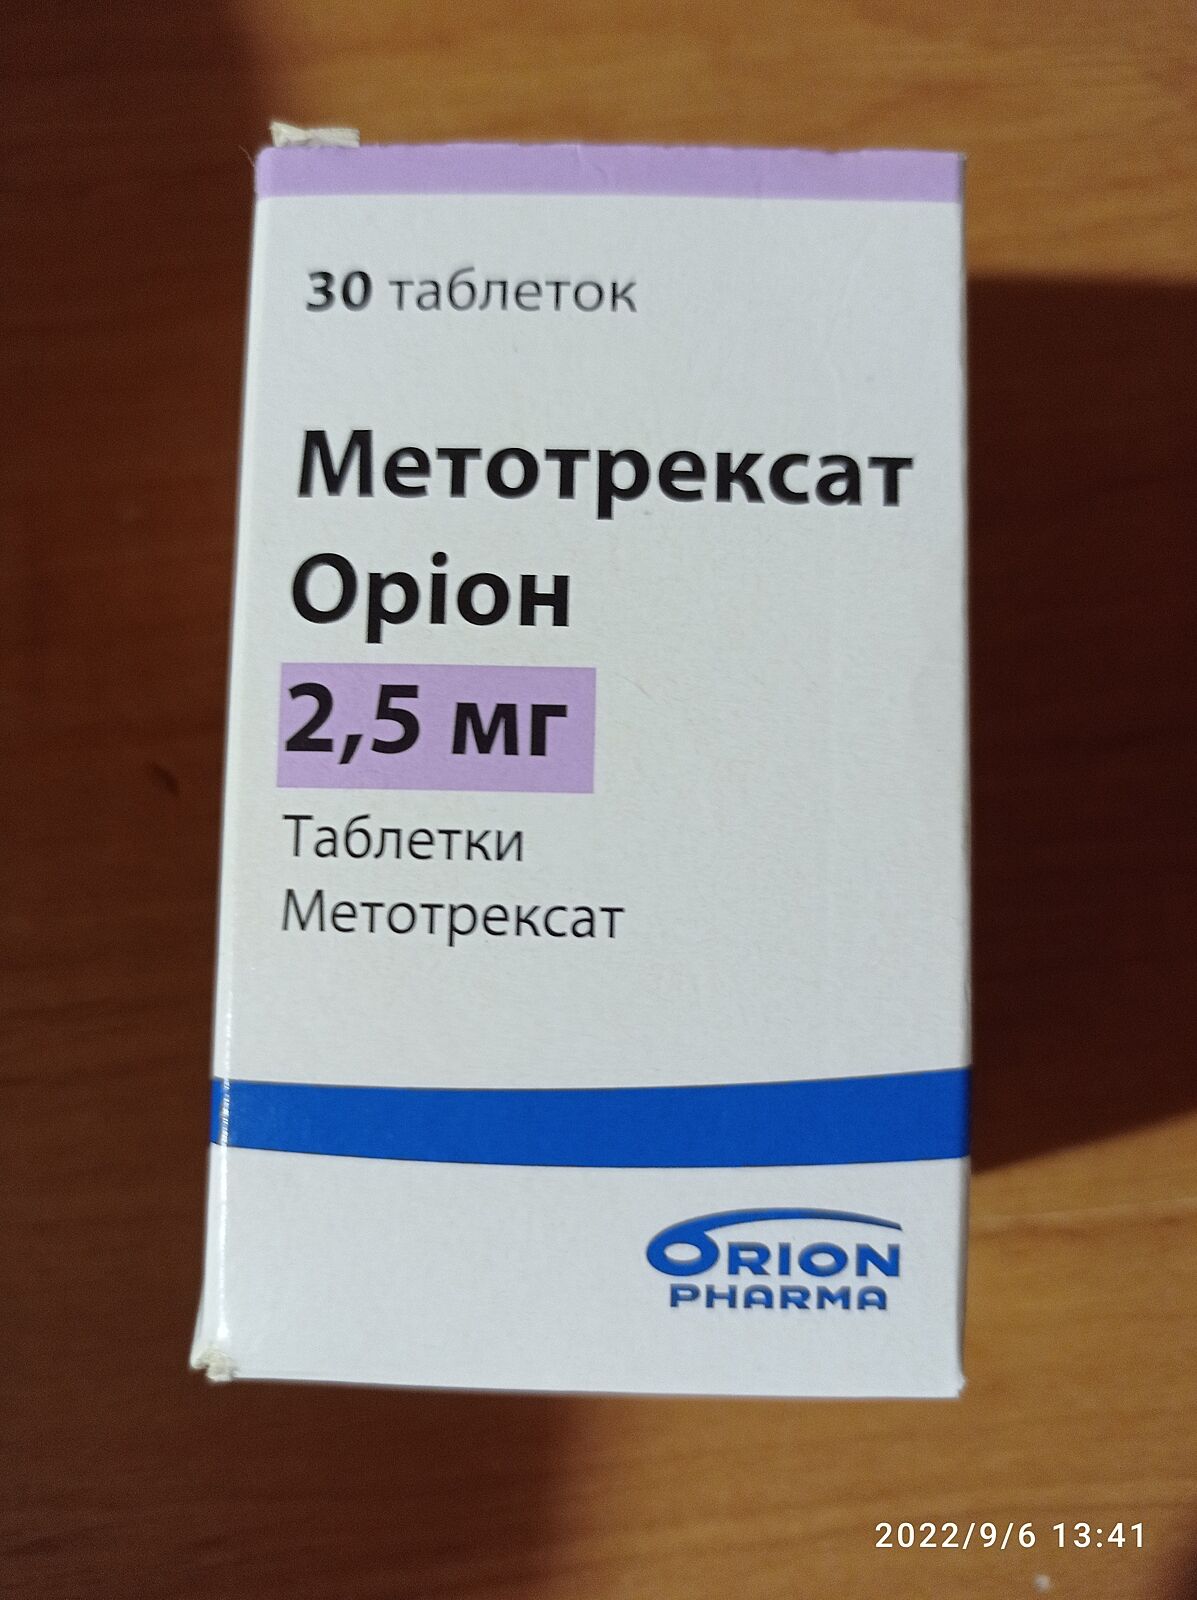 30 таблеток
Метотрексат
Оріон
2,5 мг
Таблетки
Метотрексат
ORION
PHARMA
2022/9/6 13:41